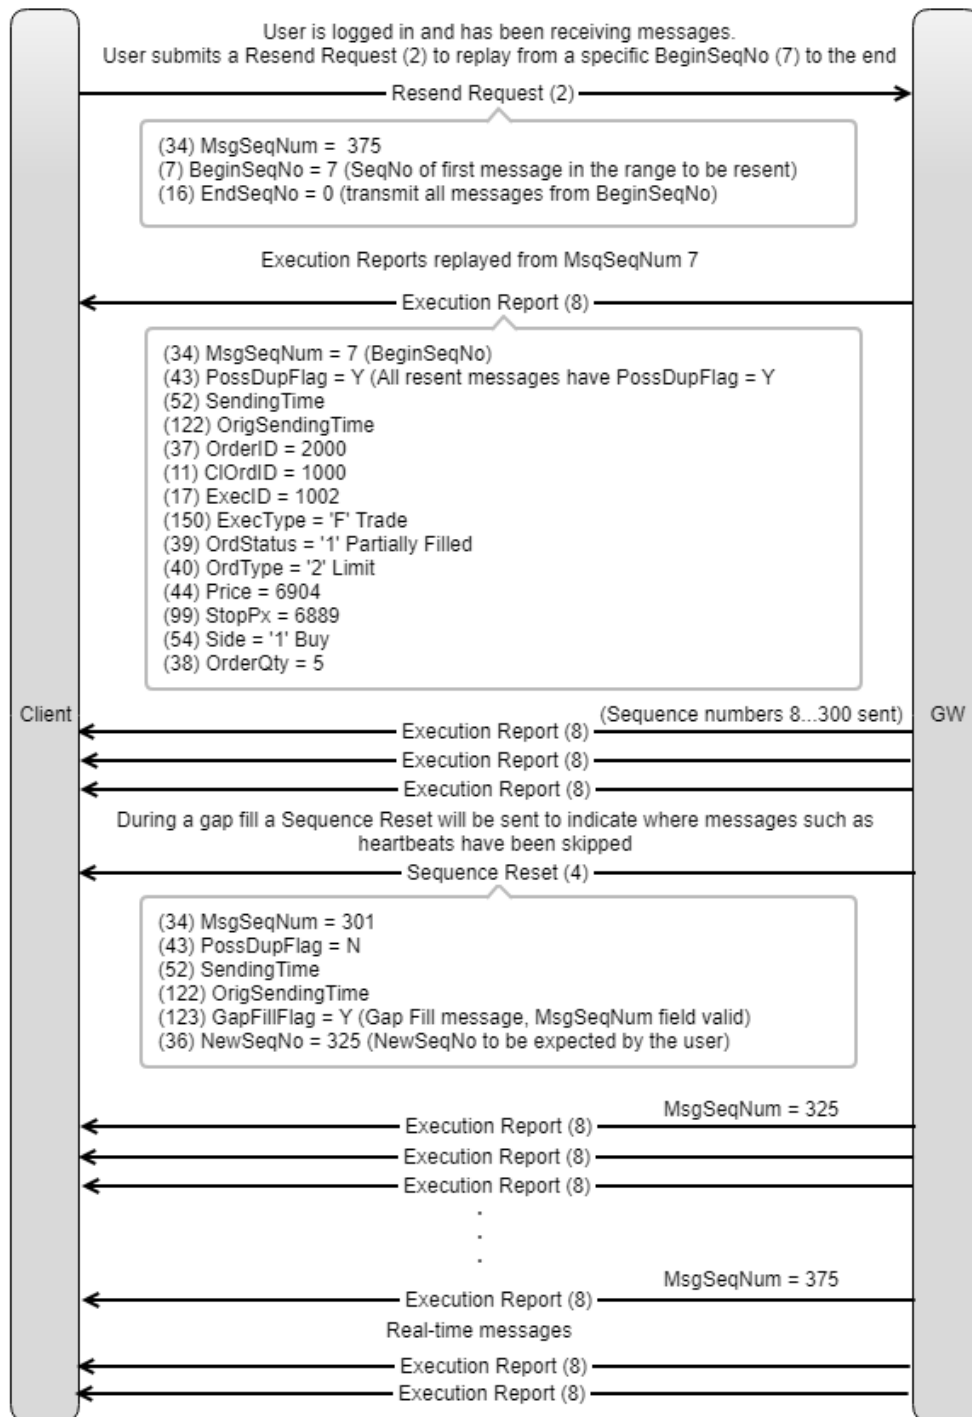 User is logged in and has been receiving messages.
User submits a Resend Request (2) to replay from a specific BeginSeqNo (7) to the end
Resend Request (2)
(34) MsgSeqNum =  375
(7) BeginSeqNo = 7 (SeqNo of first message in the range to be resent)
(16) EndSeqNo = 0 (transmit all messages from BeginSeqNo)
Execution Reports replayed from MsqSeqNum 7
Execution Report (8)
(34) MsgSeqNum = 7 (BeginSeqNo)
(43) PossDupFlag = Y (All resent messages have PossDupFlag = Y
(52) SendingTime
(122) OrigSendingTime
(37) OrderID = 2000
(11) ClOrdID = 1000
(17) ExecID = 1002
(150) ExecType = 'F' Trade
(39) OrdStatus = '1' Partially Filled
(40) OrdType = '2' Limit
(44) Price = 6904
(99) StopPx = 6889
(54) Side = '1' Buy
(38) OrderQty = 5
Client
GW
(Sequence numbers 8...300 sent)
Execution Report (8)
Execution Report (8)
Execution Report (8)
During a gap fill a Sequence Reset will be sent to indicate where messages such as
heartbeats have been skipped
Sequence Reset (4)
(34) MsgSeqNum = 301
(43) PossDupFlag = N
(52) SendingTime
(122) OrigSendingTime
(123) GapFillFlag = Y (Gap Fill message, MsgSeqNum field valid)
(36) NewSeqNo = 325 (NewSeqNo to be expected by the user)
MsgSeqNum = 325
Execution Report (8)
Execution Report (8)
Execution Report (8)
.
.
.
MsgSeqNum = 375
Execution Report (8)
Real-time messages
Execution Report (8)
Execution Report (8)